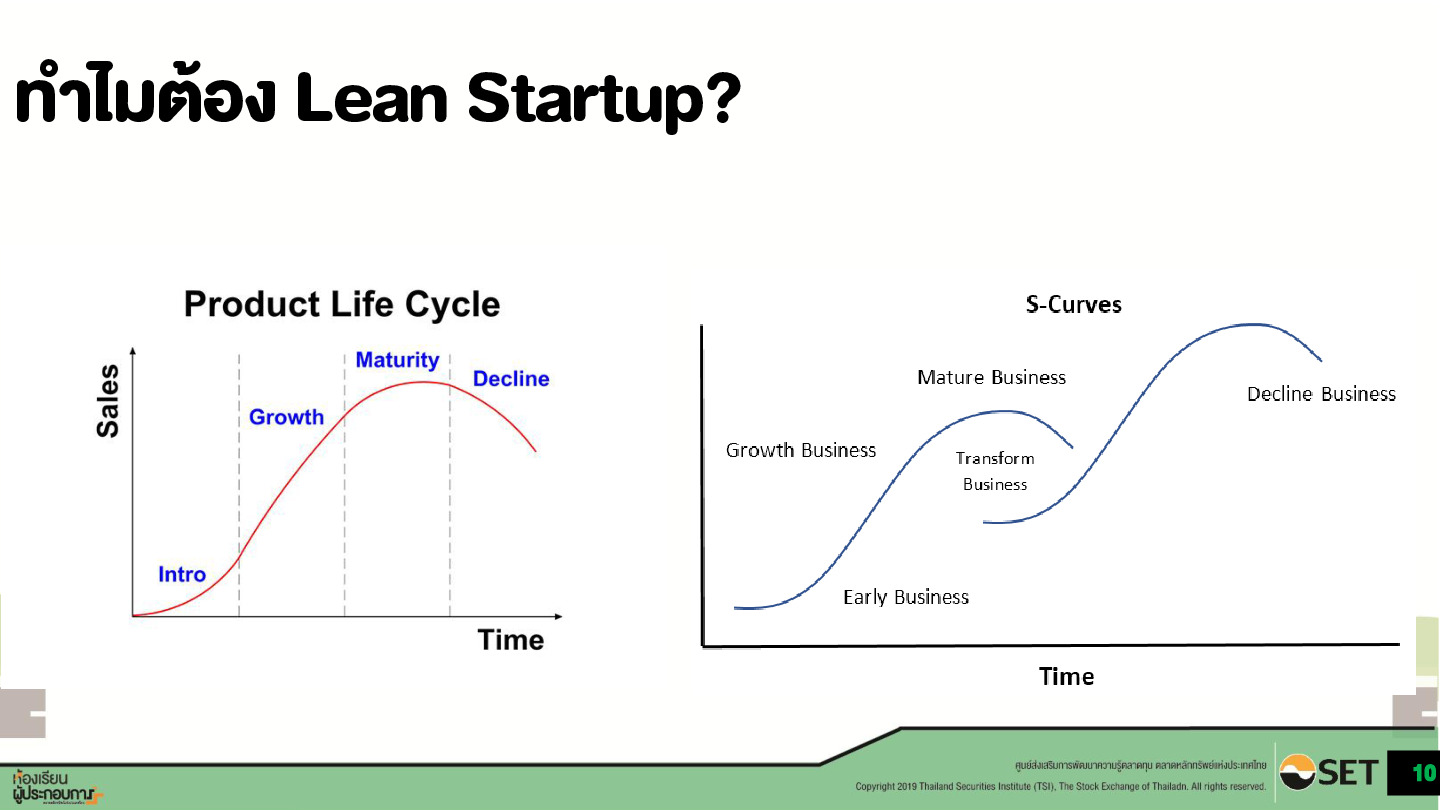 ทำไมต้อง Lean Startup?
Product Life Cycle
Sales
Intro
Growth
Maturity
Decline
Time
S-Curves
Growth Business
Mature Business
Transform
Business
Early Business
Decline Business
Time
ห้องเรียน
ผู้ประกอบการ
ศูนย์ส่งเสริมการพัฒนาความรู้ตลาดทุน ตลาดหลักทรัพย์แห่งประเทศไทย
Copyright 2019 Thailand Securities Institute (TSI), The Stock Exchange of Thailadn. All rights reserved.
SET
10